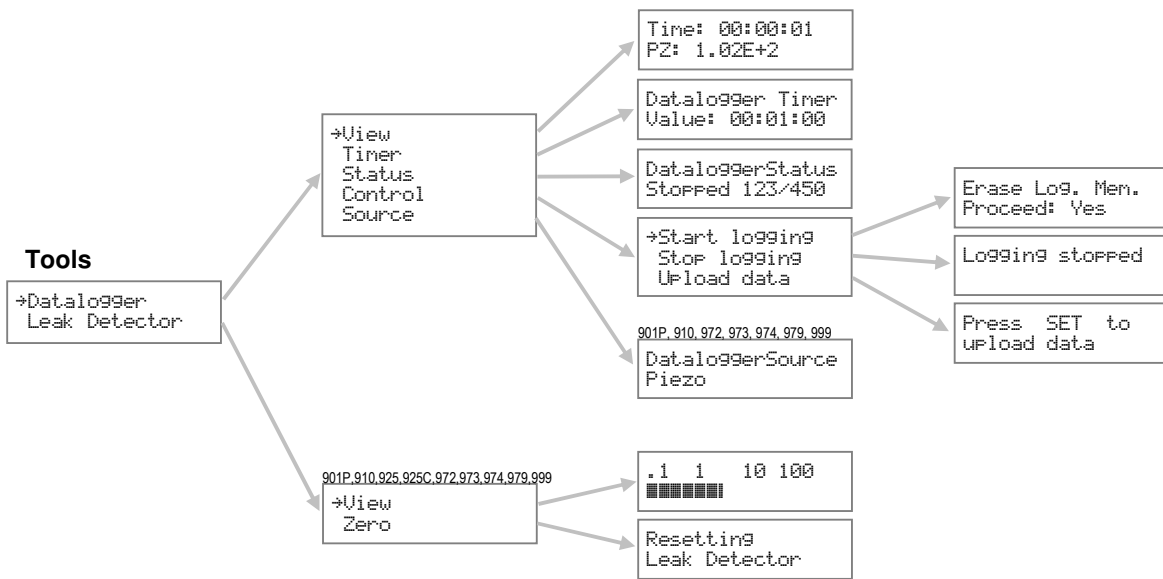 Tools
→Datalogger
Leak Detector
→View
Timer
Status
Control
Source
Time: 00:00:01
PZ: 1.02E+2
Datalogger Timer
Value: 00:01:00
DataloggerStatus
Stopped 123/450
→Start logging
Stop logging
Upload data
Erase Log. Mem.
Proceed: Yes
Logging stopped
Press SET to
upload data
901P, 910, 972, 973, 974, 979, 999
DataloggerSource
Piezo
901P,910,925,925C,972,973,974,979,999
→View
Zero
.1 1 10 100
Resetting
Leak Detector